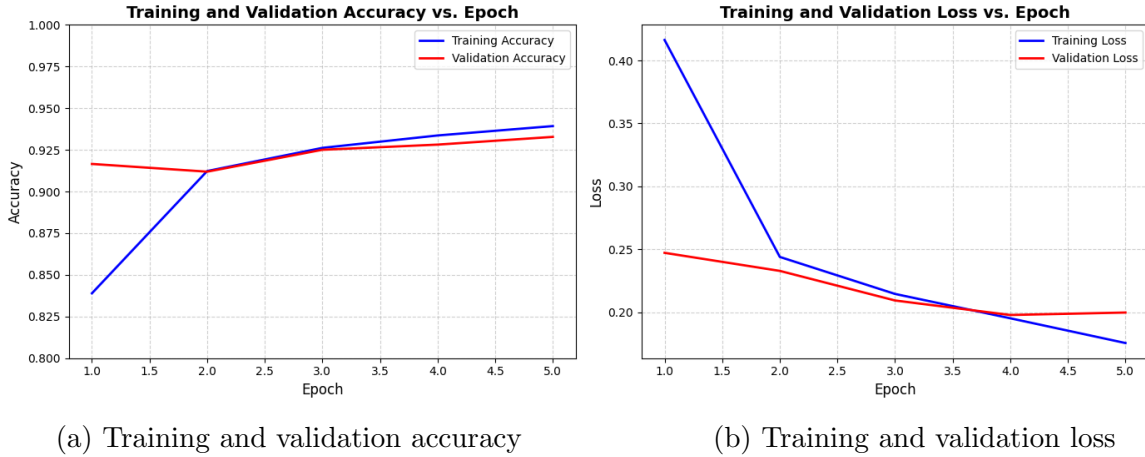 Training and Validation Accuracy vs. Epoch
1.000
0.975
0.950
0.925
0.900
0.875
0.850
0.825
0.800
Accuracy
Training Accuracy
Validation Accuracy
1.0 1.5 2.0 2.5 3.0 3.5 4.0 4.5 5.0
Epoch
(a) Training and validation accuracy
Training and Validation Loss vs. Epoch
0.40
0.35
0.30
0.25
0.20
Loss
Training Loss
Validation Loss
1.0 1.5 2.0 2.5 3.0 3.5 4.0 4.5 5.0
Epoch
(b) Training and validation loss